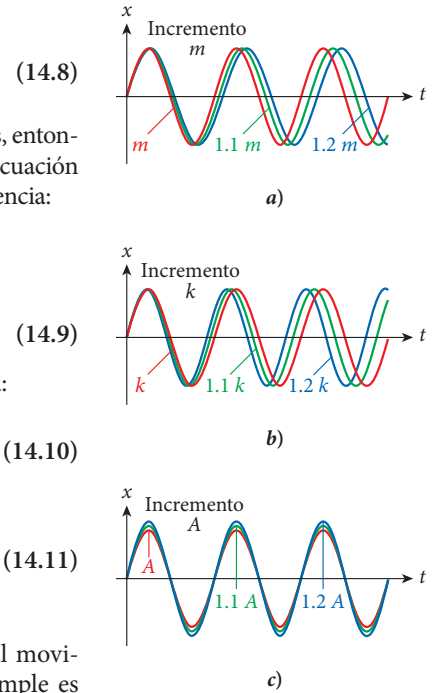 (14.8)
s, enton-
cuación
encia:
x
Incremento
m
t
m
1.1 m
1.2 m
a)
(14.9)
:
(14.10)
x
Incremento
k
t
k
1.1 k
1.2 k
b)
(14.11)
l movi-
mple es
x
Incremento
A
t
A
1.1 A
1.2 A
c)